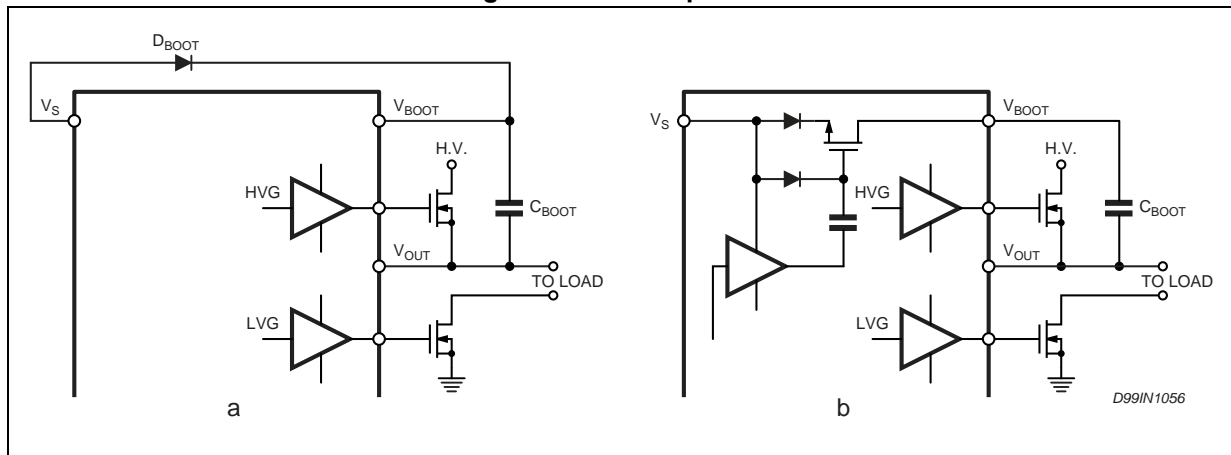 D_BOOT
V_S
V_BOOT
H.V.
HVG
C_BOOT
V_OUT
TO LOAD
LVG
a
V_S
V_BOOT
H.V.
HVG
C_BOOT
V_OUT
TO LOAD
LVG
b
D99IN1056